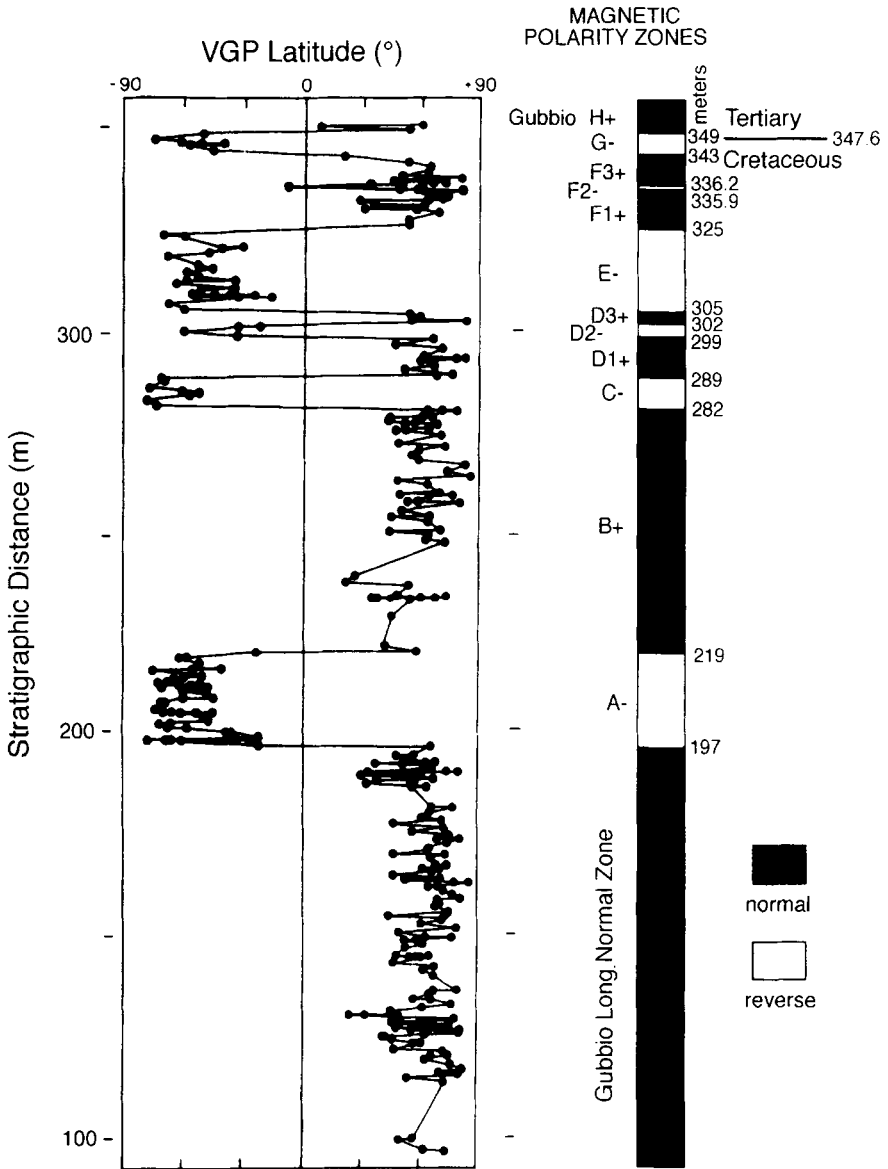 MAGNETIC
POLARITY ZONES
VGP Latitude (°)
-90
0
+90
meters
Gubbio H+
Tertiary
349
347.6
G-
343
Cretaceous
F3+
336.2
F2-
335.9
F1+
325
E-
305
D3+
302
300
D2-
299
D1+
289
C-
282
B+
Stratigraphic Distance (m)
219
A-
200
197
Gubbio Long Normal Zone
normal
reverse
100